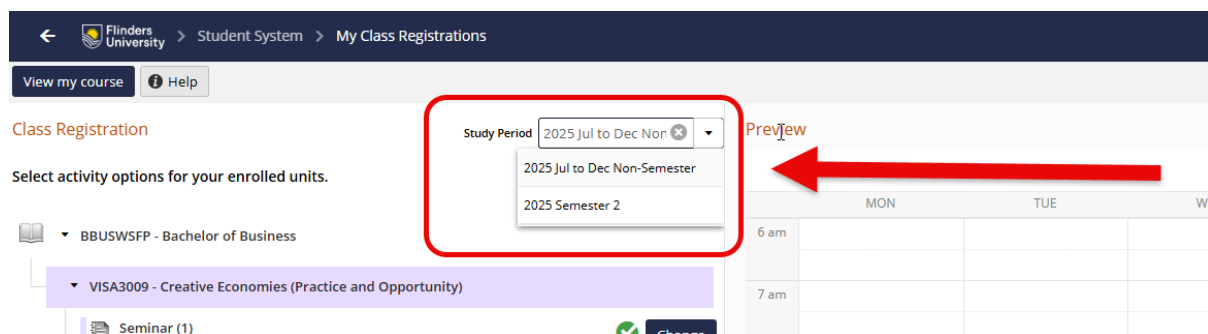 Flinders University > Student System > My Class Registrations
View my course Help
Class Registration
Study Period 2025 Jul to Dec Non
Preview
2025 Jul to Dec Non-Semester
Select activity options for your enrolled units.
2025 Semester 2
MON TUE W
BBUSWSFP - Bachelor of Business
6 am
VISA3009 - Creative Economies (Practice and Opportunity)
7 am
Seminar (1) Change